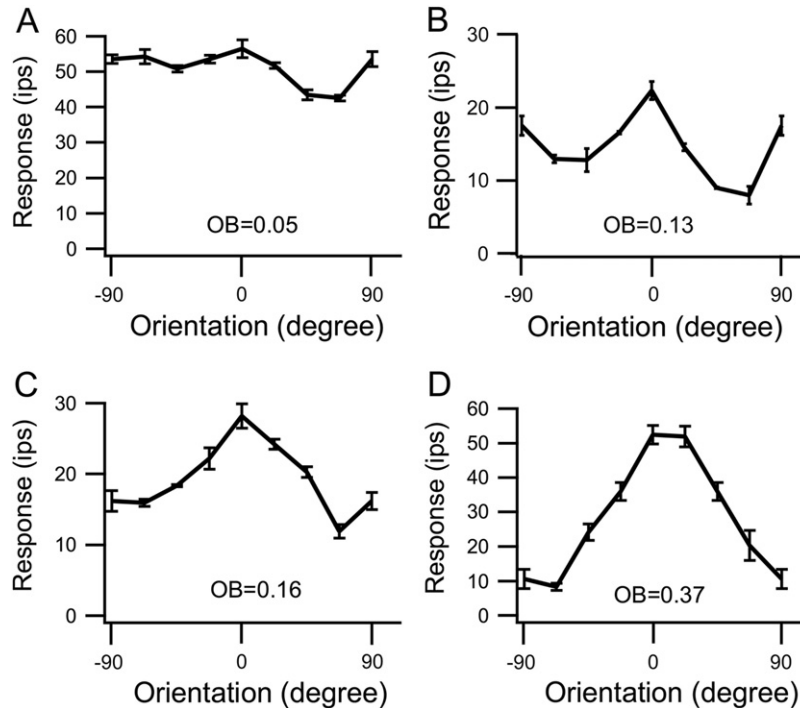 A
Response (ips)
60
50
40
30
20
10
0
OB=0.05
-90 0 90
Orientation (degree)
B
Response (ips)
30
20
10
0
OB=0.13
-90 0 90
Orientation (degree)
C
Response (ips)
30
20
10
0
OB=0.16
-90 0 90
Orientation (degree)
D
Response (ips)
60
50
40
30
20
10
0
OB=0.37
-90 0 90
Orientation (degree)